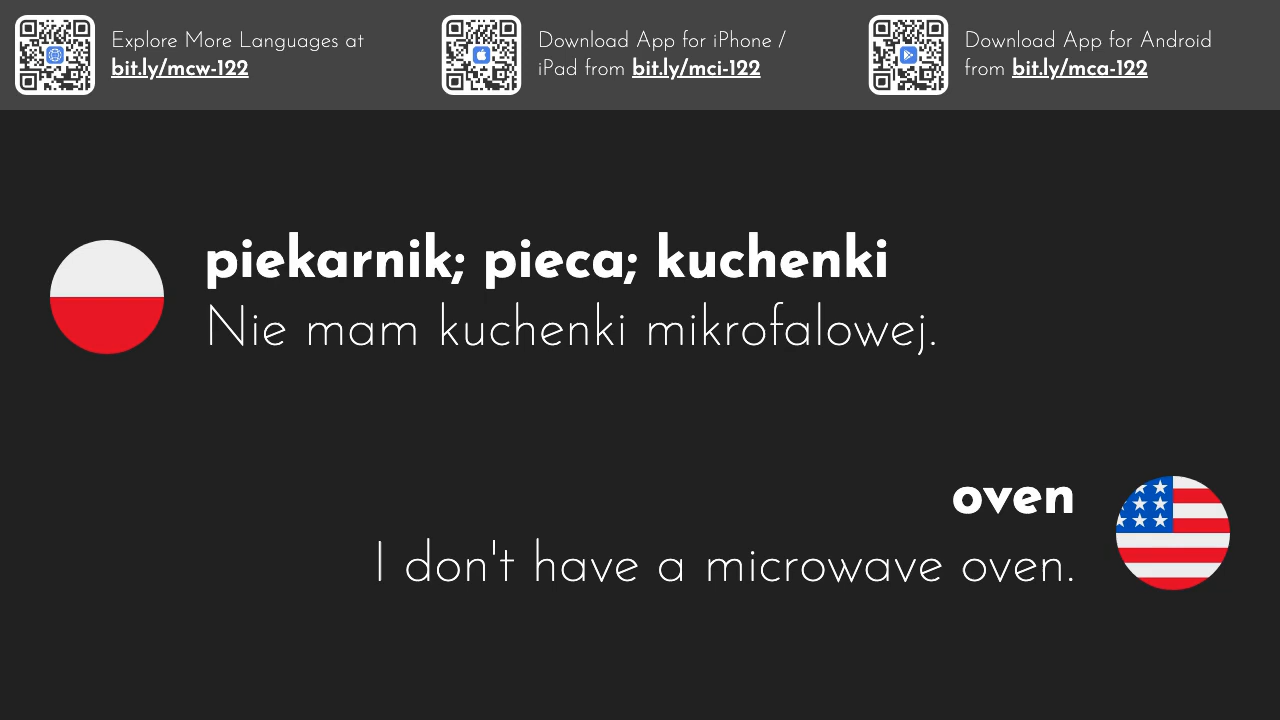 Explore More Languages at
bit.ly/mcw-122
Download App for iPhone /
iPad from bit.ly/mci-122
Download App for Android
from bit.ly/mca-122
piekarnik; pieca; kuchenki
Nie mam kuchenki mikrofalowej.
oven
I don't have a microwave oven.